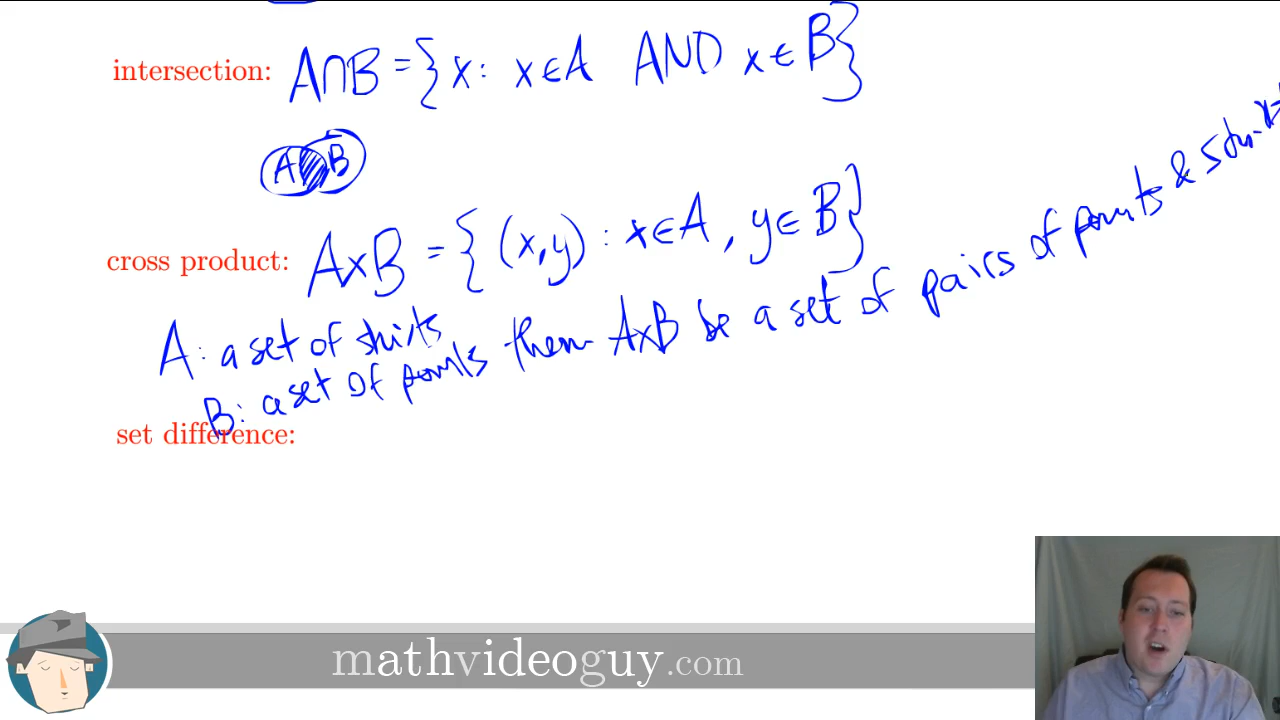 intersection: A∩B = {x: x∈A AND x∈B}
A B
cross product: A×B = {(x,y) : x∈A, y∈B}
A: a set of shirts
B: a set of pants then A×B be a set of pairs of pants &
set difference:
mathvideoguy.com